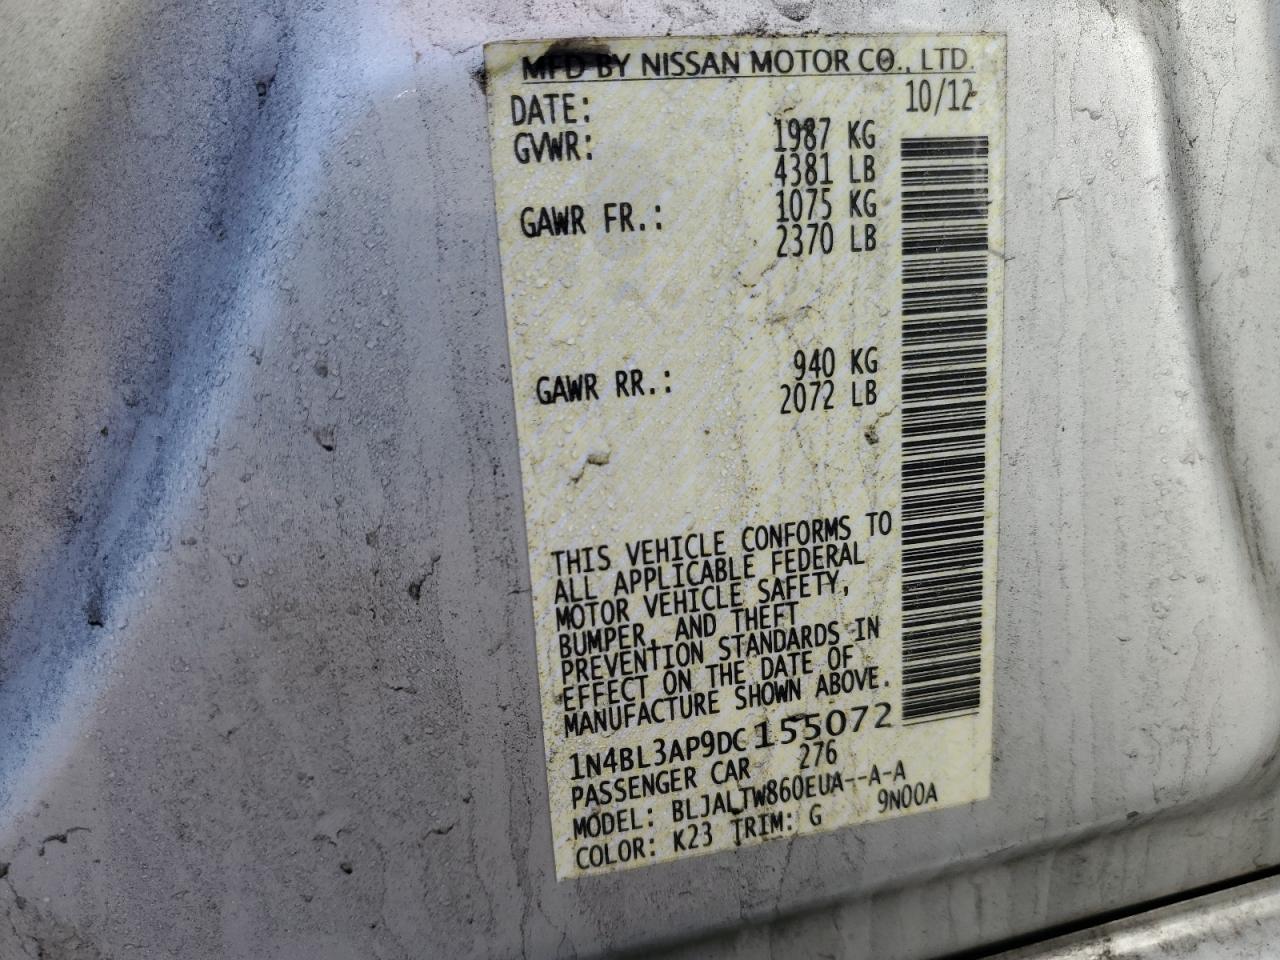 MFD BY NISSAN MOTOR CO., LTD.
DATE: 10/12
GVWR: 1987 KG
4381 LB
GAWR FR.: 1075 KG
2370 LB
GAWR RR.: 940 KG
2072 LB
THIS VEHICLE CONFORMS TO
ALL APPLICABLE FEDERAL
MOTOR VEHICLE SAFETY,
BUMPER, AND THEFT
PREVENTION STANDARDS IN
EFFECT ON THE DATE OF
MANUFACTURE SHOWN ABOVE.
1N4BL3AP9DC155072
PASSENGER CAR 276
MODEL: BLJALTW860EUA--A-A
COLOR: K23 TRIM: G 9N00A